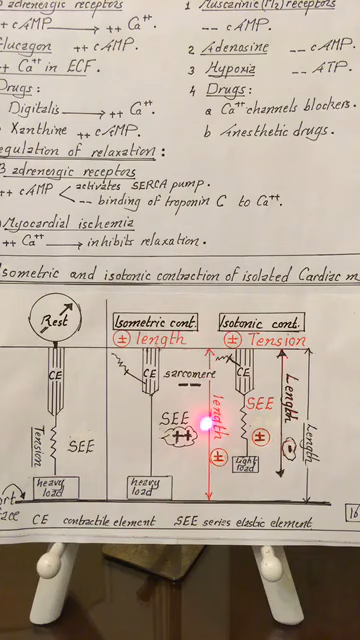 adrenergic receptors
++ cAMP → ++ Ca++
Glucagon ++ cAMP.
++ Ca++ in ECF.
Drugs:
Digitalis → ++ Ca++.
Xanthine ++ cAMP.
1 Muscarinic (M2) receptors
-- cAMP
2 Adenosine -- cAMP
3 Hypoxia -- ATP.
4 Drugs:
a Ca++ channels blockers.
b Anesthetic drugs.
egulation of relaxation:
B adrenergic receptors
++ cAMP < activates SERCA pump.
-- binding of troponin C to Ca++.
Myocardial ischemia
++ Ca++ → inhibits relaxation.
Isometric and isotonic contraction of isolated Cardiac m
Rest
Isometric cont.
Isotonic cont.
± length
± Tension
CE
CE
CE
sarcomere
--
SEE
Tension
SEE
++
SEE
±
length
±
Length
-
Length
light load
heavy load
heavy load
ort
face
CE contractile element SEE series elastic element
16